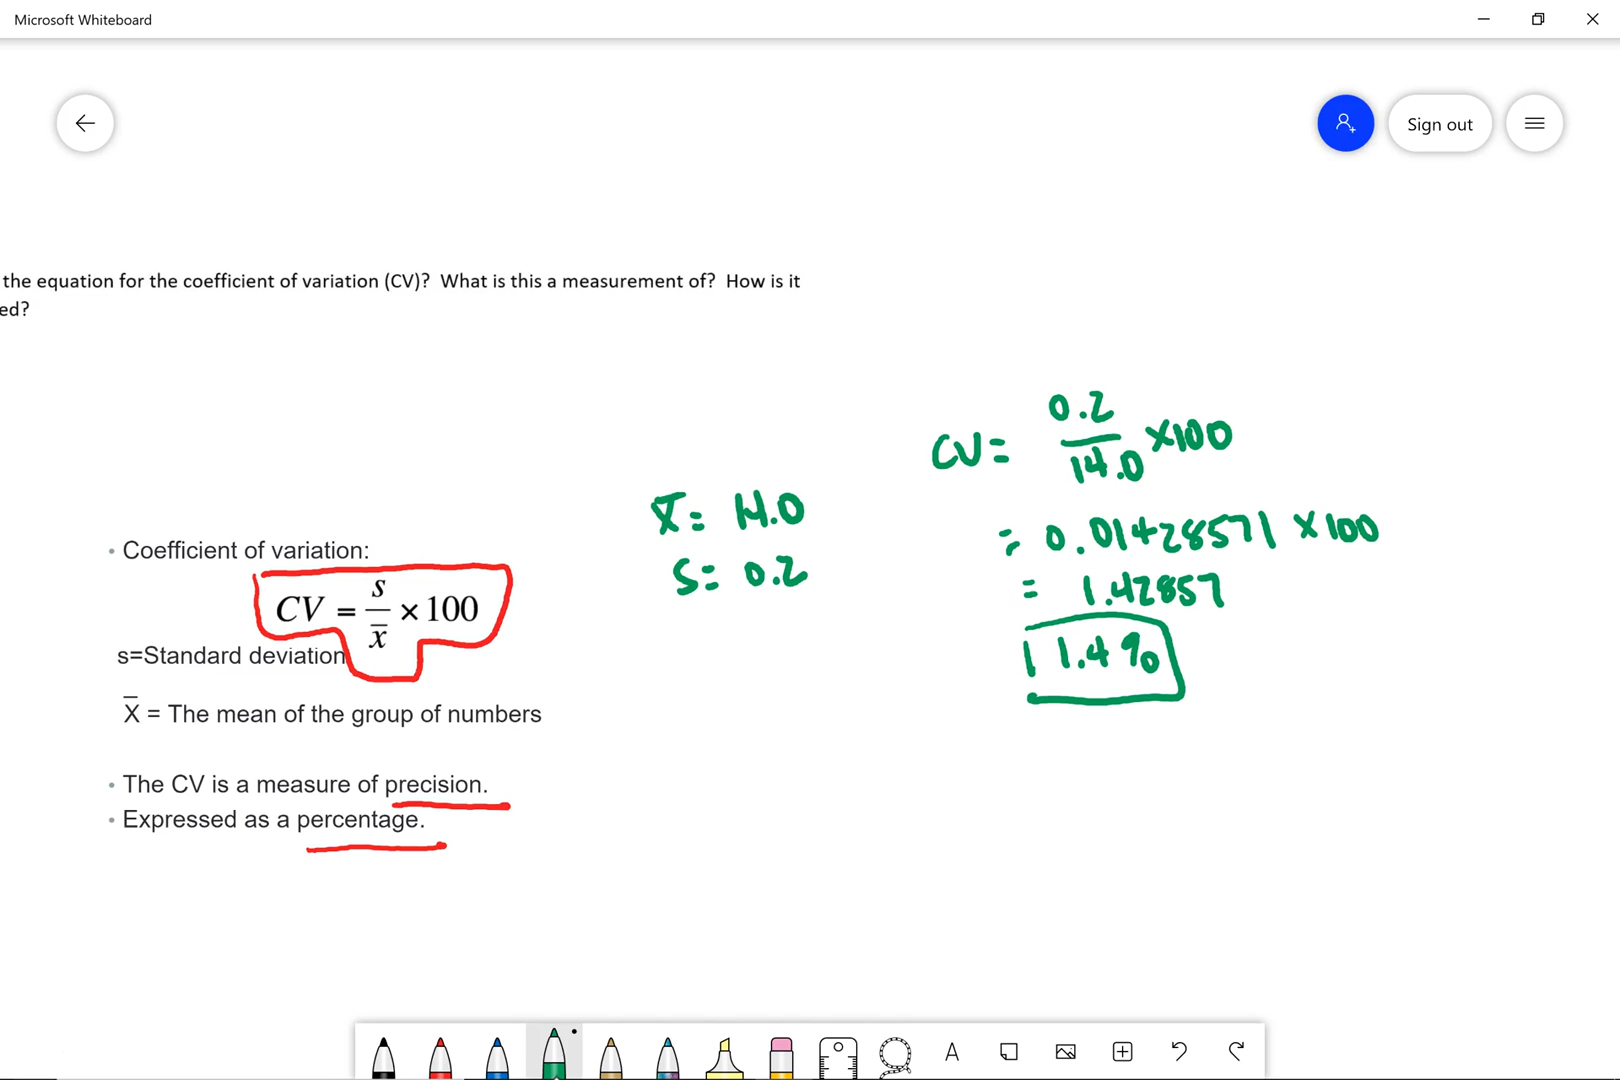 Microsoft Whiteboard
Sign out
the equation for the coefficient of variation (CV)? What is this a measurement of? How is it
ed?
• Coefficient of variation:
CV = s/x̅ × 100
s=Standard deviation
X̅ = The mean of the group of numbers
• The CV is a measure of precision.
• Expressed as a percentage.
x̅ = 14.0
S = 0.2
CV = 0.2/14.0 × 100
= 0.01428571 × 100
= 1.42857
1.4%
A